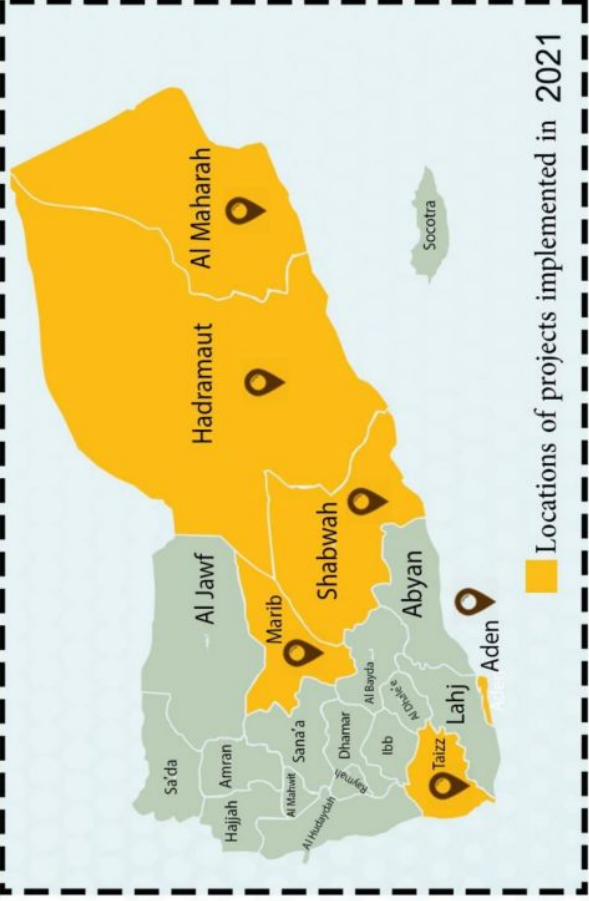 Al Maharah
Hadramaut
Socotra
Al Jawf
Sa'da
Marib
Shabwah
Amran
Hajjah
Sana'a
Al Mahwit
Al Hudaydah
Raymah
Dhamar
Al Bayda
Ibb
Al Dhale'e
Abyan
Taizz
Lahj
Aden
Locations of projects implemented in 2021